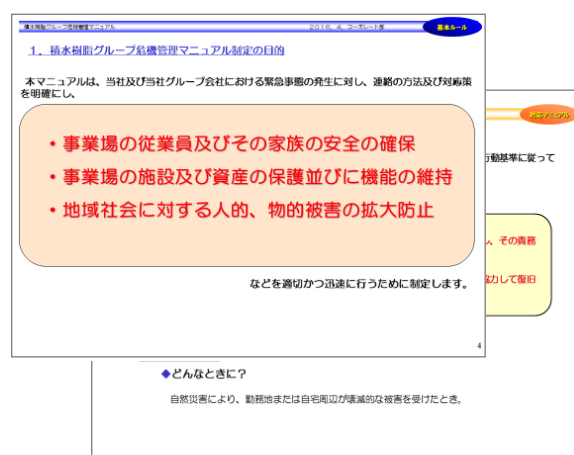 積水樹脂グループ危機管理マニュアル
2016.4.コーポレート部
基本ルール
1．積水樹脂グループ危機管理マニュアル制定の目的
本マニュアルは、当社及び当社グループ会社における緊急事態の発生に対し、連絡の方法及び対応策
を明確にし、
・事業場の従業員及びその家族の安全の確保
・事業場の施設及び資産の保護並びに機能の維持
・地域社会に対する人的、物的被害の拡大防止
などを適切かつ迅速に行うために制定します。
4
対応マニュアル
行動基準に従って
、その責務
協力して復旧
◆どんなときに？
自然災害により、勤務地または自宅周辺が壊滅的な被害を受けたとき。